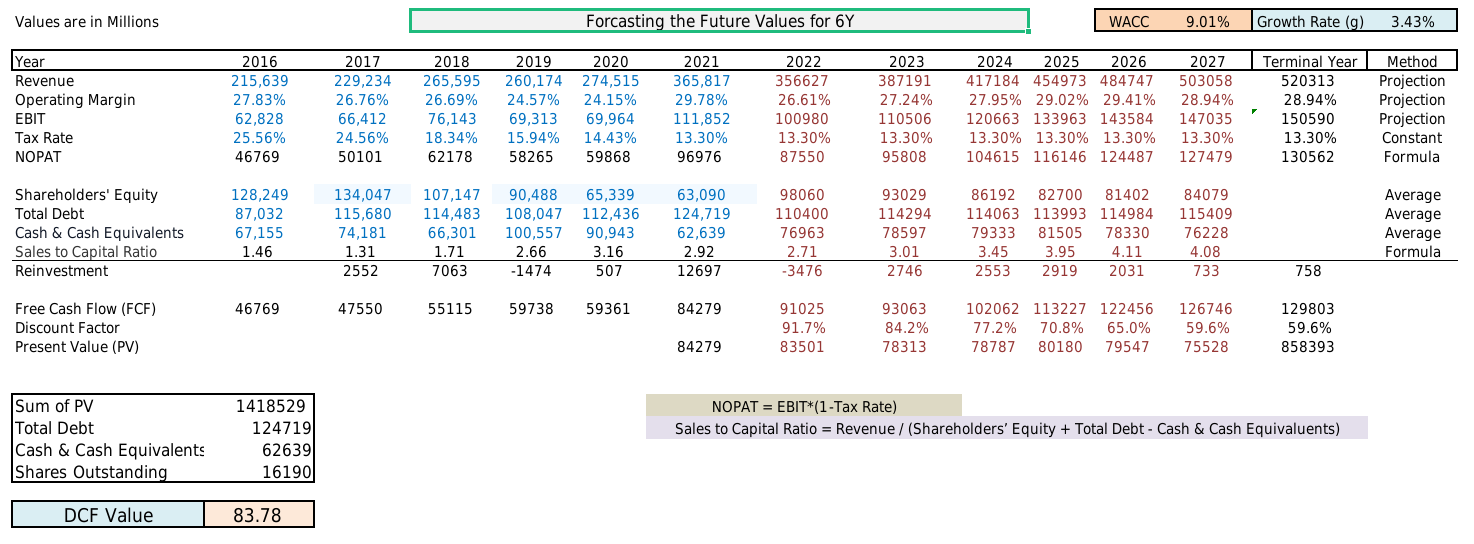 Values are in Millions Forcasting the Future Values for 6Y WACC 9.01% Growth Rate (g) 3.43%
Year 2016 2017 2018 2019 2020 2021 2022 2023 2024 2025 2026 2027 Terminal Year Method
Revenue 215,639 229,234 265,595 260,174 274,515 365,817 356627 387191 417184 454973 484747 503058 520313 Projection
Operating Margin 27.83% 26.76% 26.69% 24.57% 24.15% 29.78% 26.61% 27.24% 27.95% 29.02% 29.41% 28.94% 28.94% Projection
EBIT 62,828 66,412 76,143 69,313 69,964 111,852 100980 110506 120663 133963 143584 147035 150590 Projection
Tax Rate 25.56% 24.56% 18.34% 15.94% 14.43% 13.30% 13.30% 13.30% 13.30% 13.30% 13.30% 13.30% 13.30% Constant
NOPAT 46769 50101 62178 58265 59868 96976 87550 95808 104615 116146 124487 127479 130562 Formula
Shareholders' Equity 128,249 134,047 107,147 90,488 65,339 63,090 98060 93029 86192 82700 81402 84079 Average
Total Debt 87,032 115,680 114,483 108,047 112,436 124,719 110400 114294 114063 113993 114984 115409 Average
Cash & Cash Equivalents 67,155 74,181 66,301 100,557 90,943 62,639 76963 78597 79333 81505 78330 76228 Average
Sales to Capital Ratio 1.46 1.31 1.71 2.66 3.16 2.92 2.71 3.01 3.45 3.95 4.11 4.08 Formula
Reinvestment 2552 7063 -1474 507 12697 -3476 2746 2553 2919 2031 733 758
Free Cash Flow (FCF) 46769 47550 55115 59738 59361 84279 91025 93063 102062 113227 122456 126746 129803
Discount Factor 91.7% 84.2% 77.2% 70.8% 65.0% 59.6% 59.6%
Present Value (PV) 84279 83501 78313 78787 80180 79547 75528 858393
Sum of PV 1418529
Total Debt 124719
Cash & Cash Equivalents 62639
Shares Outstanding 16190
DCF Value 83.78
NOPAT = EBIT*(1-Tax Rate)
Sales to Capital Ratio = Revenue / (Shareholders’ Equity + Total Debt - Cash & Cash Equivaluents)